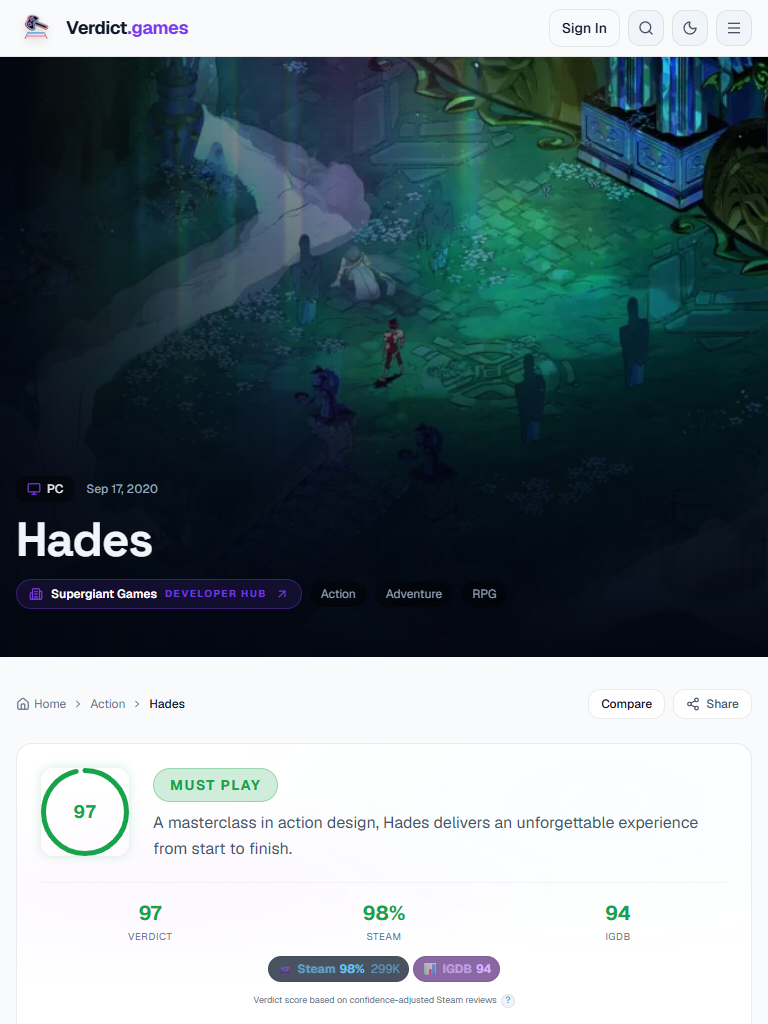 Verdict.games
Sign In
PC
Sep 17, 2020
Hades
Supergiant Games DEVELOPER HUB
Action
Adventure
RPG
Home > Action > Hades
Compare
Share
97
MUST PLAY
A masterclass in action design, Hades delivers an unforgettable experience
from start to finish.
97
VERDICT
98%
STEAM
94
IGDB
Steam 98% 299K
IGDB 94
Verdict score based on confidence-adjusted Steam reviews ?